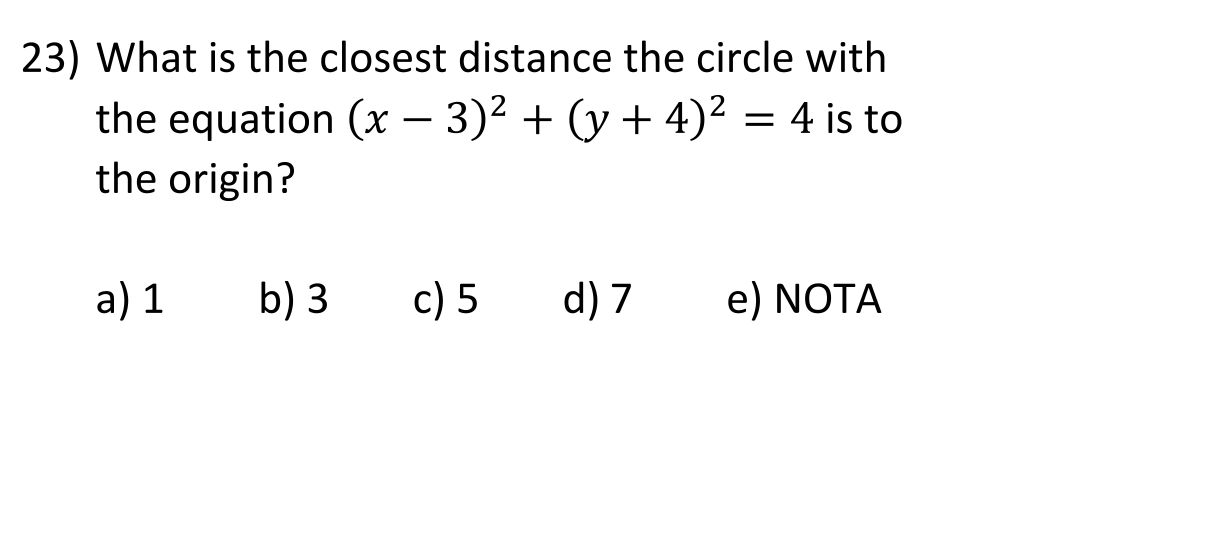 23) What is the closest distance the circle with
the equation (x − 3)² + (y + 4)² = 4 is to
the origin?
a) 1 b) 3 c) 5 d) 7 e) NOTA